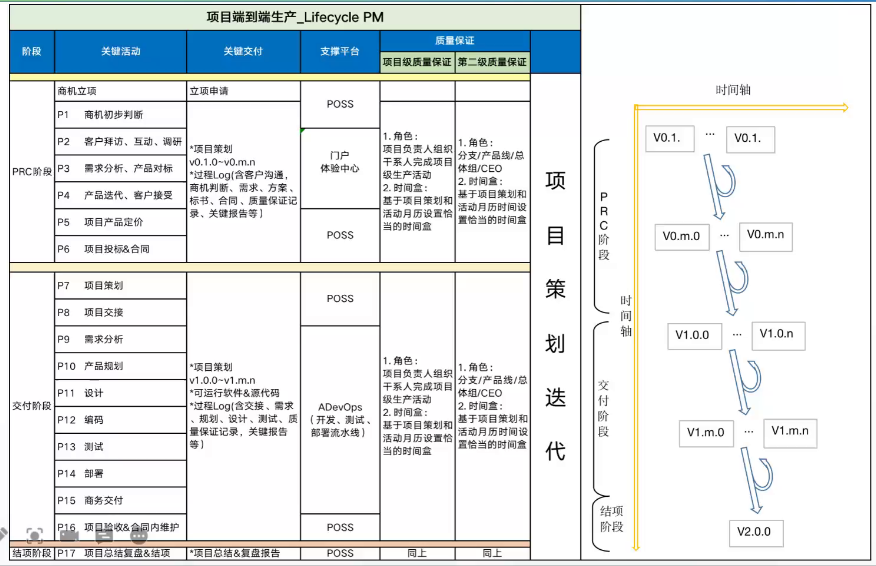 项目端到端生产_Lifecycle PM
阶段
关键活动
关键交付
支撑平台
质量保证
项目级质量保证
第二级质量保证
PRC阶段
商机立项
P1 商机初步判断
P2 客户拜访、互动、调研
P3 需求分析、产品对标
P4 产品迭代、客户接受
P5 项目产品定价
P6 项目投标&合同
立项申请
*项目策划
v0.1.0~v0.m.n
*过程Log(含客户沟通,
商机判断、需求、方案、
标书、合同、质量保证记
录、关键报告等)
POSS
门户
体验中心
POSS
1. 角色:
项目负责人组织
干系人完成项目
级生产活动
2. 时间盒:
基于项目策划和
活动月历设置恰
当的时间盒
1. 角色:
分支/产品线/总
体组/CEO
2. 时间盒:
基于项目策划和
活动月历时间设
置恰当的时间盒
交付阶段
P7 项目策划
P8 项目交接
P9 需求分析
P10 产品规划
P11 设计
P12 编码
P13 测试
P14 部署
P15 商务交付
P16 项目验收&合同内维护
*项目策划
v1.0.0~v1.m.n
*可运行软件&源代码
*过程Log(含交接、需求
、规划、设计、测试、质
量保证记录,关键报告
等)
POSS
ADevOps
(开发、测试、
部署流水线)
POSS
1. 角色:
项目负责人组织
干系人完成项目
级生产活动
2. 时间盒:
基于项目策划和
活动月历设置恰
当的时间盒
1. 角色:
分支/产品线/总
体组/CEO
2. 时间盒:
基于项目策划和
活动月历时间设
置恰当的时间盒
结项阶段
P17 项目总结复盘&结项
*项目总结&复盘报告
POSS
同上
同上
项目策划迭代
时间轴
时间轴
PRC阶段
V0.1. ... V0.1.
V0.m.0 ... V0.m.n
交付阶段
V1.0.0 ... V1.0.n
V1.m.0 ... V1.m.n
结项
阶段
V2.0.0